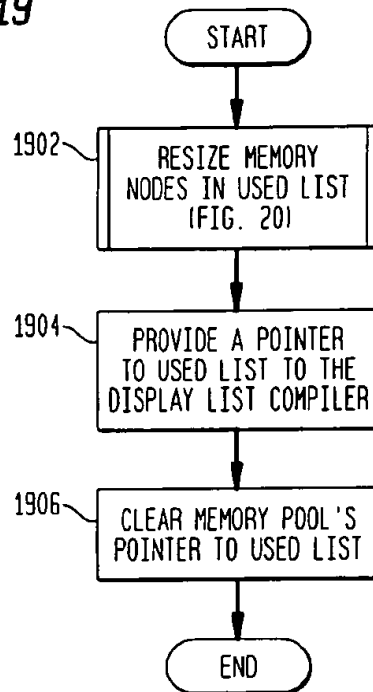 19
START
1902
RESIZE MEMORY
NODES IN USED LIST
(FIG. 20)
1904
PROVIDE A POINTER
TO USED LIST TO THE
DISPLAY LIST COMPILER
1906
CLEAR MEMORY POOL'S
POINTER TO USED LIST
END